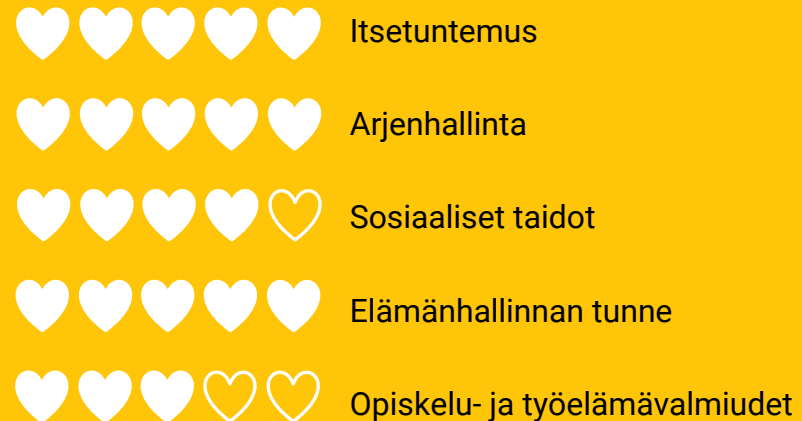 Itsetuntemus
Arjenhallinta
Sosiaaliset taidot
Elämänhallinnan tunne
Opiskelu- ja työelämävalmiudet